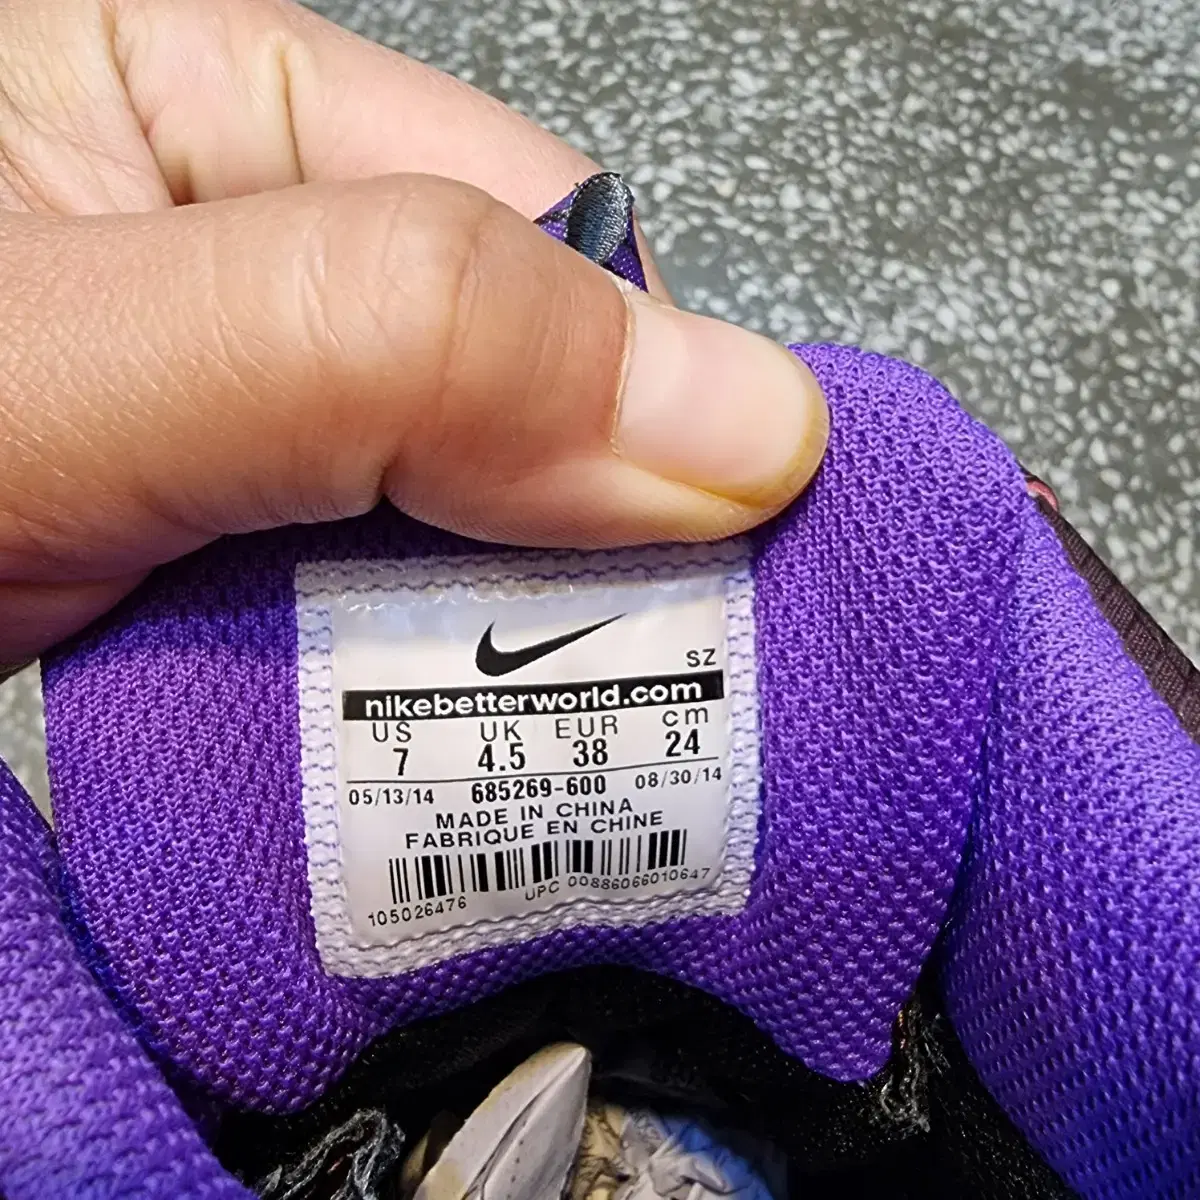 SZ
nikebetterworld.com
US UK EUR cm
7 4.5 38 24
05/13/14 685269-600 08/30/14
MADE IN CHINA
FABRIQUE EN CHINE
105026476 UPC 00886066010647